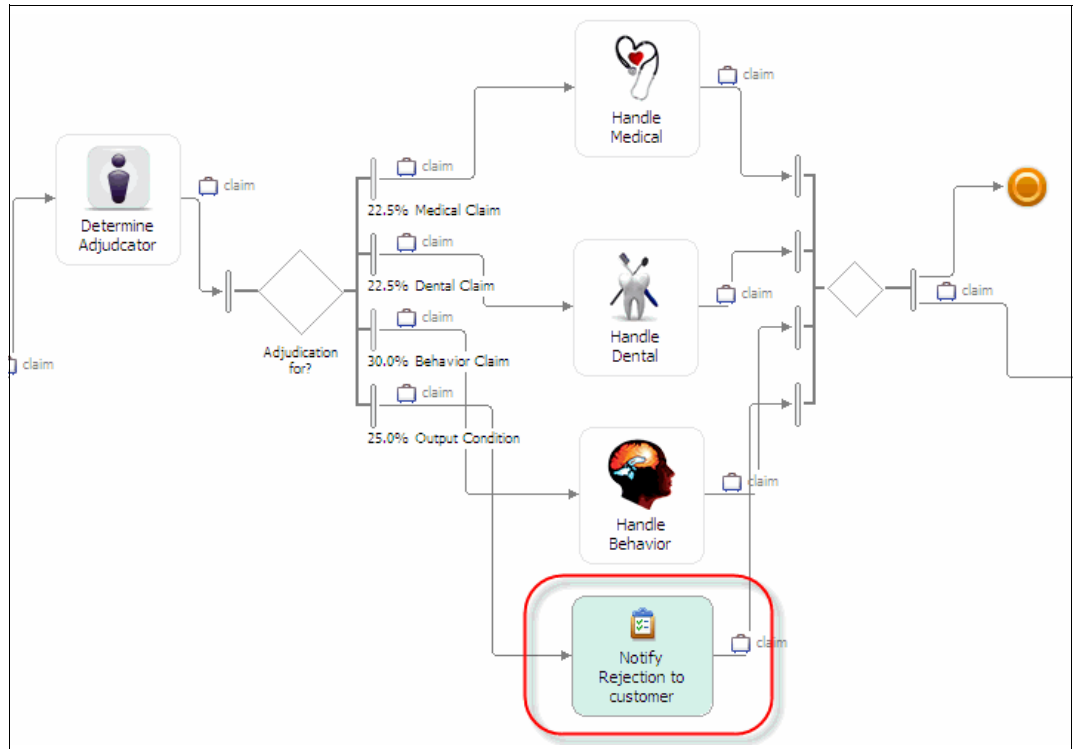 claim
Handle
Medical
claim
claim
Determine
Adjudcator
22.5% Medical Claim
claim
22.5% Dental Claim
claim
claim
Handle
Dental
claim
Adjudication
for?
claim
30.0% Behavior Claim
claim
25.0% Output Condition
claim
Handle
Behavior
claim
Notify
Rejection to
customer
claim